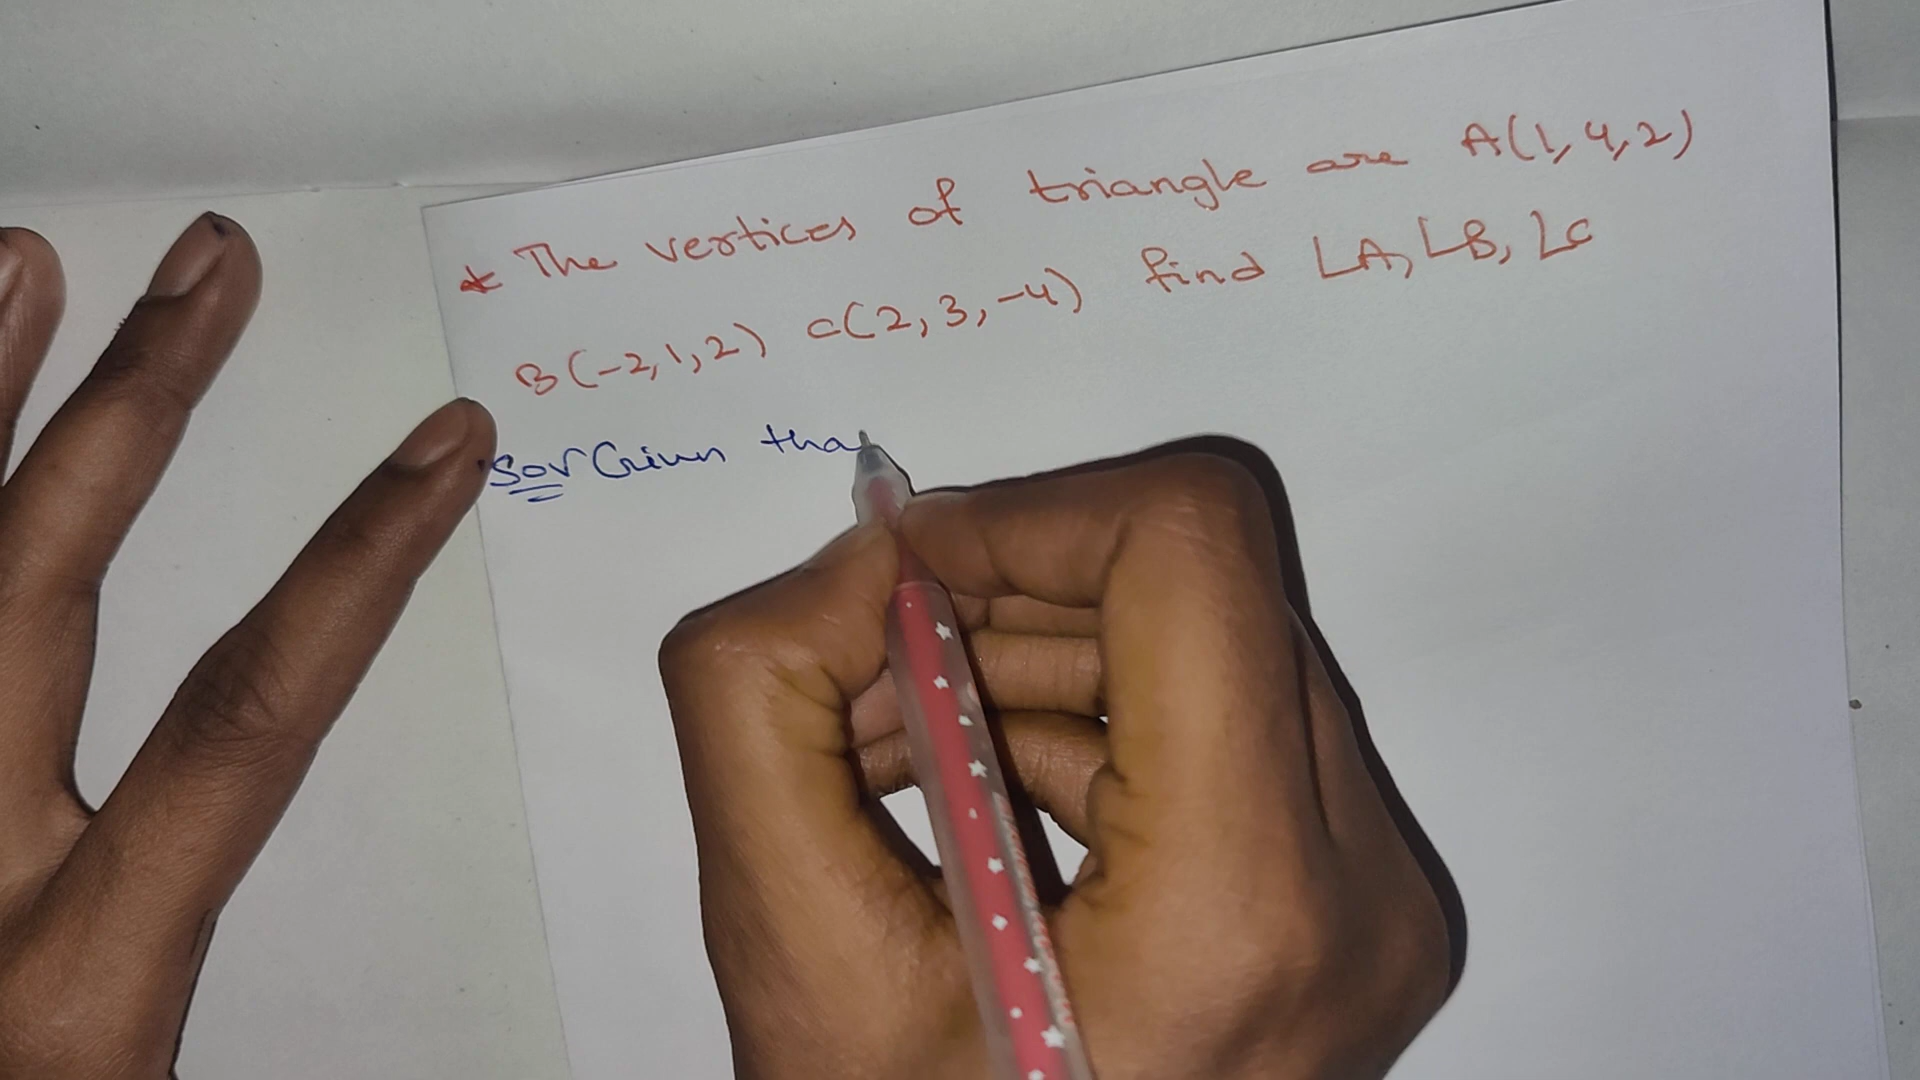 * The vertices of triangle are A(1,4,2)
B(-2,1,2) C(2,3,-4) find ∠A, ∠B, ∠C
Sol Given tha